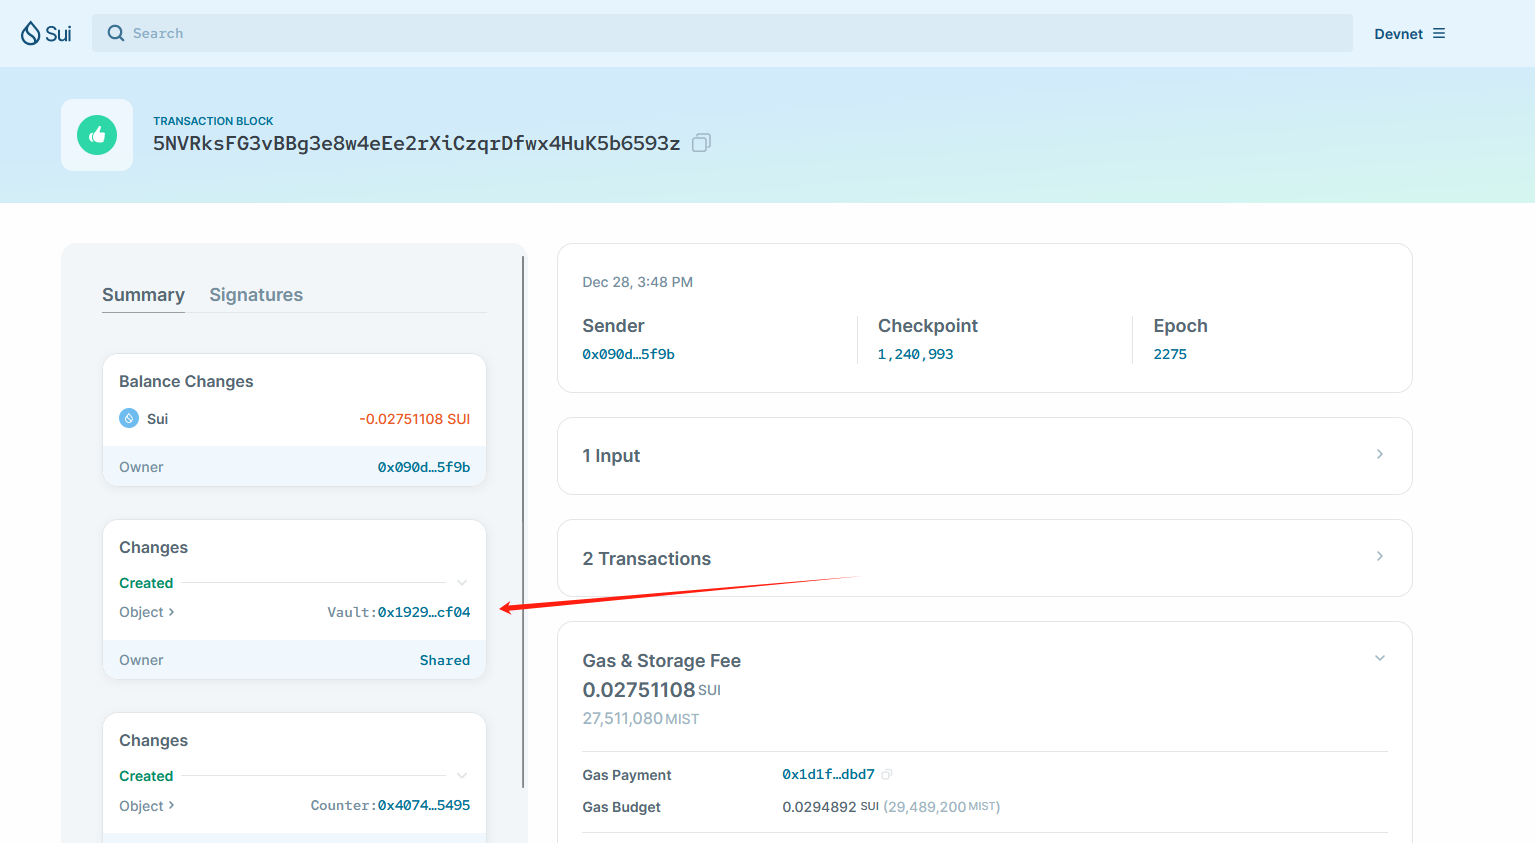 Sui
Search
Devnet
TRANSACTION BLOCK
5NVRksFG3vBBg3e8w4eEe2rXiCzqrDfwx4HuK5b6593z
Summary
Signatures
Balance Changes
Sui
-0.02751108 SUI
Owner
0x090d…5f9b
Changes
Created
Object
Vault:0x1929…cf04
Owner
Shared
Changes
Created
Object
Counter:0x4074…5495
Dec 28, 3:48 PM
Sender
0x090d…5f9b
Checkpoint
1,240,993
Epoch
2275
1 Input
2 Transactions
Gas & Storage Fee
0.02751108 SUI
27,511,080 MIST
Gas Payment
0x1d1f…dbd7
Gas Budget
0.0294892 SUI (29,489,200 MIST)